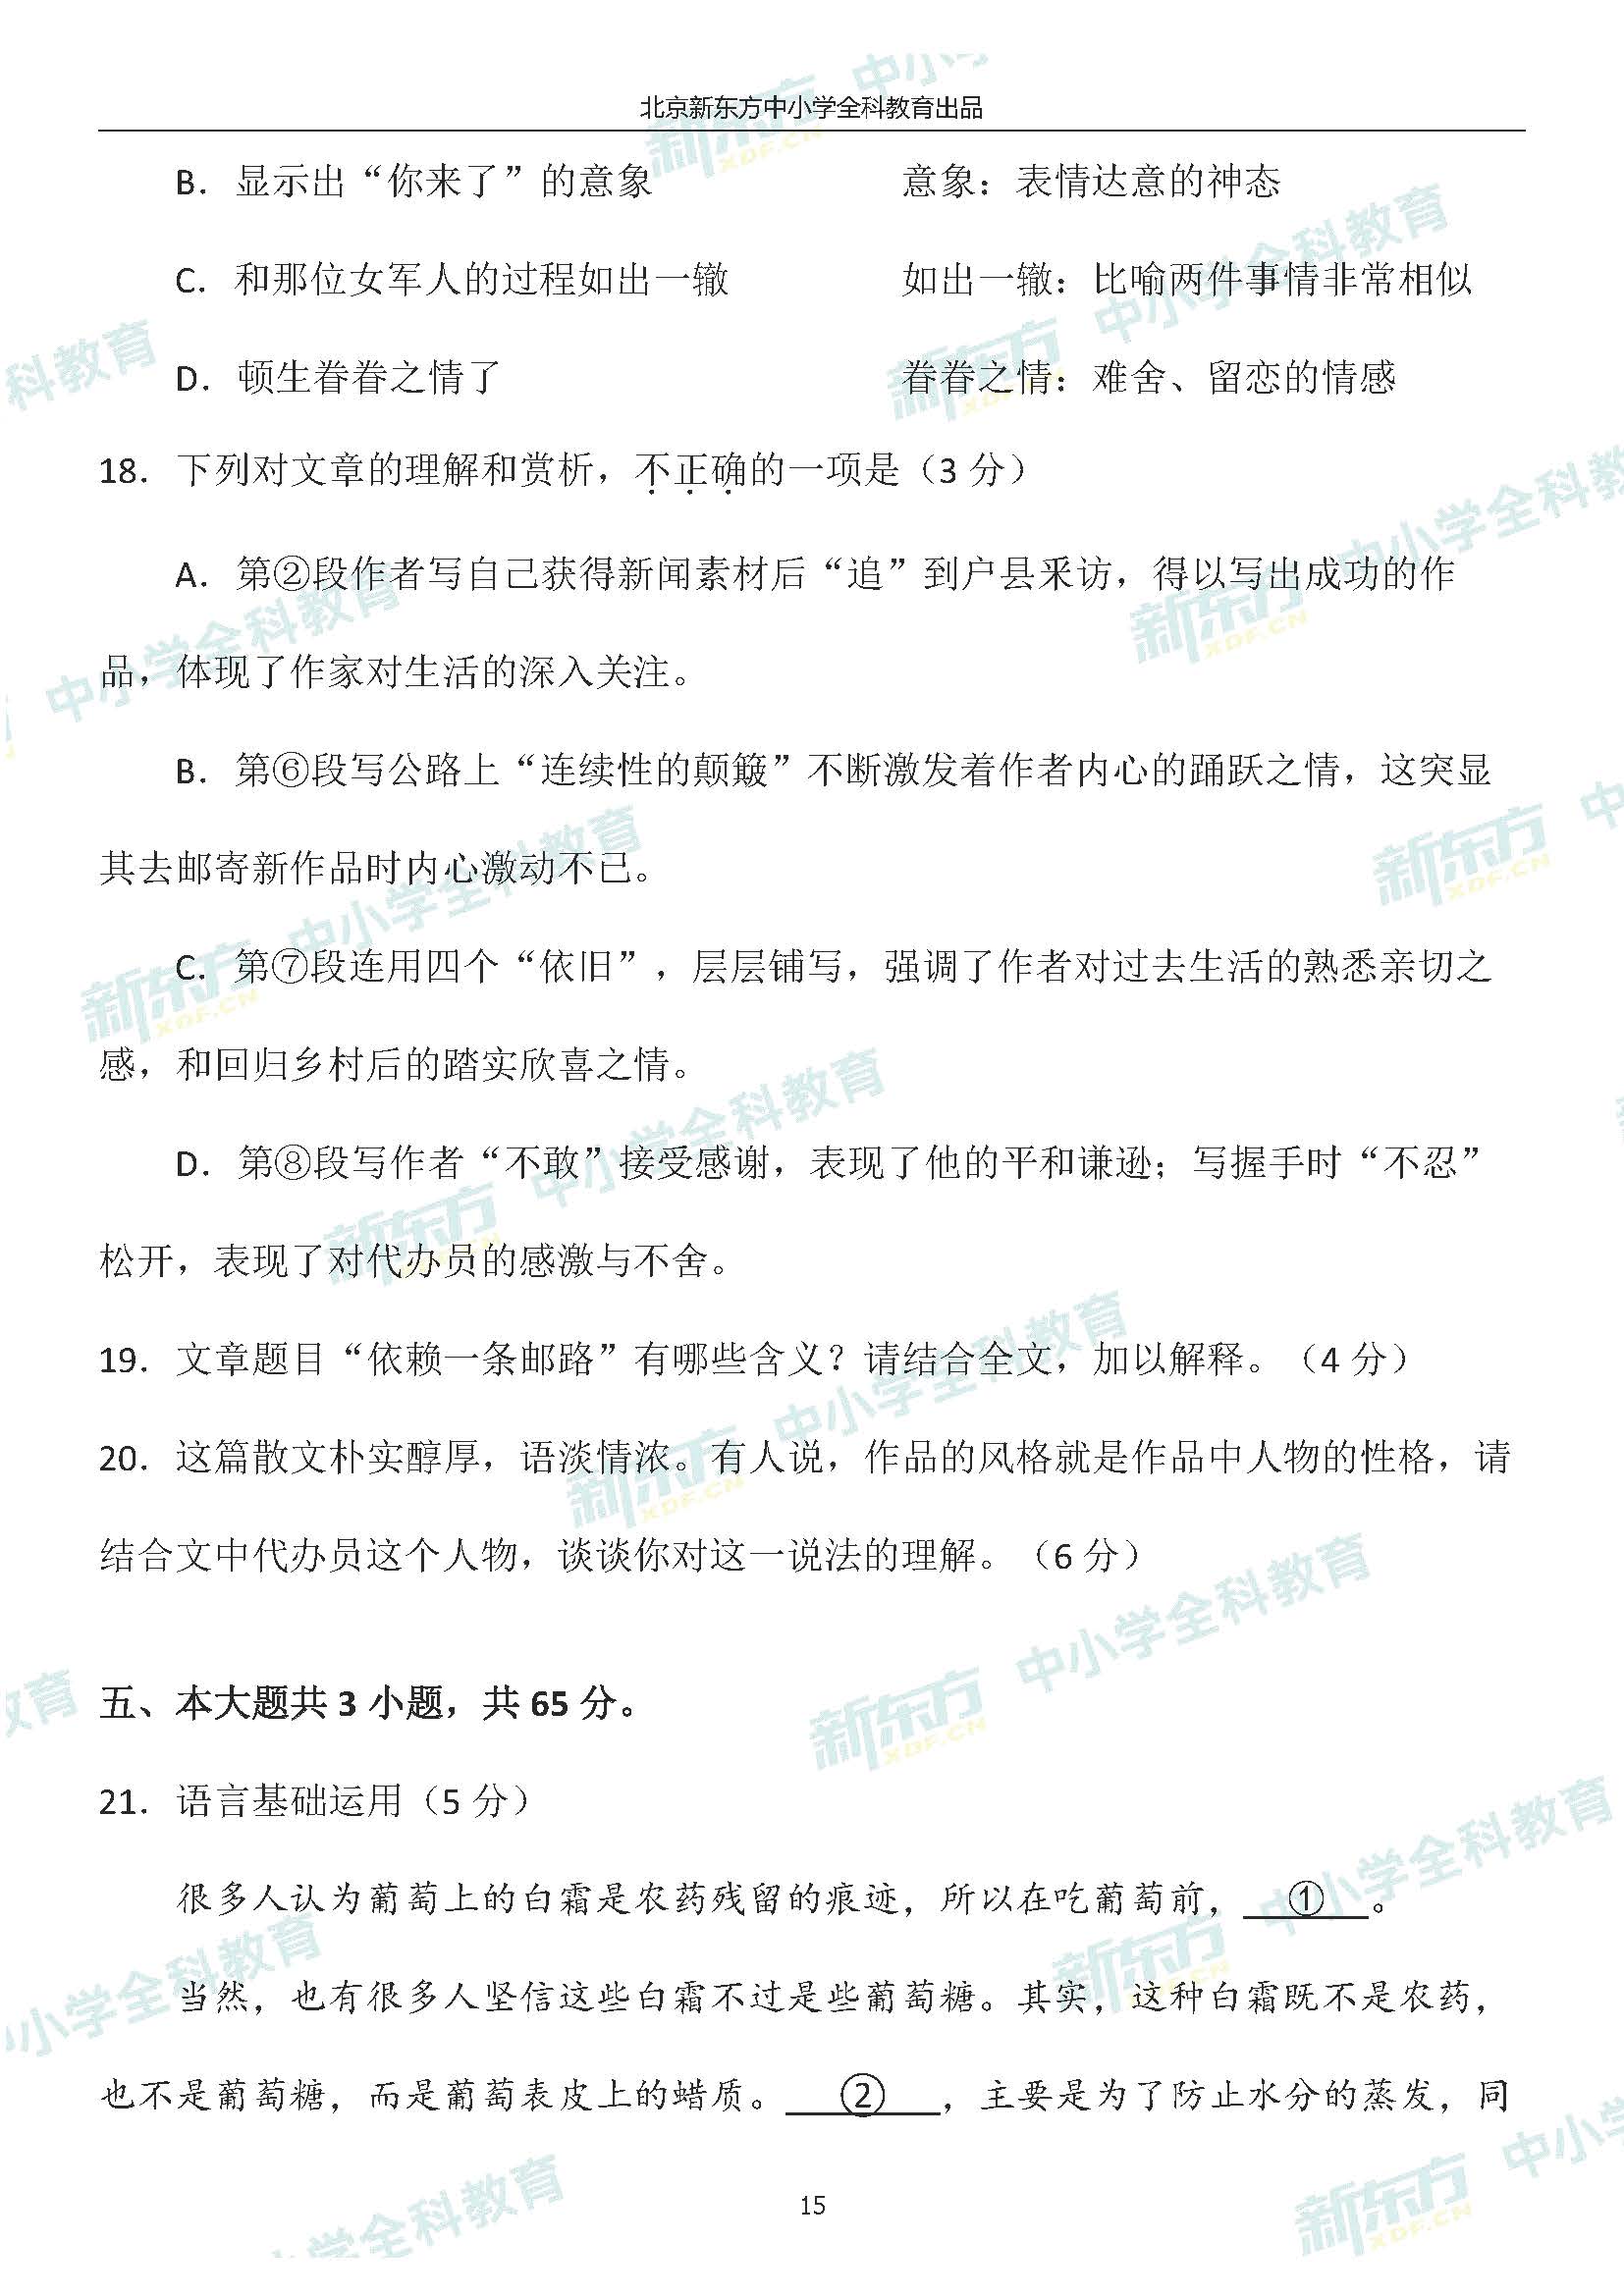 北京新东方中小学全科教育出品
B．显示出“你来了”的意象 意象：表情达意的神态
C．和那位女军人的过程如出一辙 如出一辙：比喻两件事情非常相似
D．顿生眷眷之情了 眷眷之情：难舍、留恋的情感
18．下列对文章的理解和赏析，不正确的一项是（3 分）
A．第②段作者写自己获得新闻素材后“追”到户县采访，得以写出成功的作
品，体现了作家对生活的深入关注。
B．第⑥段写公路上“连续性的颠簸”不断激发着作者内心的踊跃之情，这突显
其去邮寄新作品时内心激动不已。
C．第⑦段连用四个“依旧”，层层铺写，强调了作者对过去生活的熟悉亲切之
感，和回归乡村后的踏实欣喜之情。
D．第⑧段写作者“不敢”接受感谢，表现了他的平和谦逊；写握手时“不忍”
松开，表现了对代办员的感激与不舍。
19．文章题目“依赖一条邮路”有哪些含义？请结合全文，加以解释。（4 分）
20．这篇散文朴实醇厚，语淡情浓。有人说，作品的风格就是作品中人物的性格，请
结合文中代办员这个人物，谈谈你对这一说法的理解。（6 分）
五、本大题共 3 小题，共 65 分。
21．语言基础运用（5 分）
很多人认为葡萄上的白霜是农药残留的痕迹，所以在吃葡萄前，①。
当然，也有很多人坚信这些白霜不过是些葡萄糖。其实，这种白霜既不是农药，
也不是葡萄糖，而是葡萄表皮上的蜡质。②，主要是为了防止水分的蒸发，同
15
新东方 XDF.CN 中小学全科教育